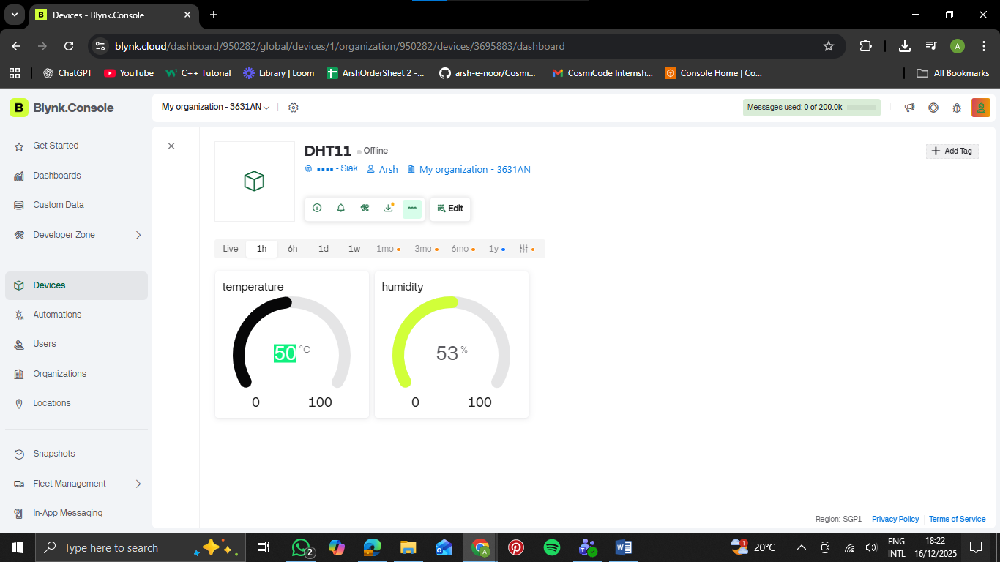 Devices - Blynk.Console
blynk.cloud/dashboard/950282/global/devices/1/organization/950282/devices/3695883/dashboard
A
ChatGPT
YouTube
C++ Tutorial
Library | Loom
ArshOrderSheet 2 -...
arsh-e-noor/Cosmi...
CosmiCode Internsh...
Console Home | Co...
All Bookmarks
B Blynk.Console
My organization - 3631AN
Messages used: 0 of 200.0k
Get Started
Dashboards
Custom Data
Developer Zone
Devices
Automations
Users
Organizations
Locations
Snapshots
Fleet Management
In-App Messaging
DHT11 Offline
Add Tag
•••• - Siak Arsh My organization - 3631AN
Edit
Live 1h 6h 1d 1w 1mo 3mo 6mo 1y
temperature
50 °C
0 100
humidity
53 %
0 100
Region: SGP1 Privacy Policy Terms of Service
Type here to search
2
A
1
20°C
ENG
INTL
18:22
16/12/2025